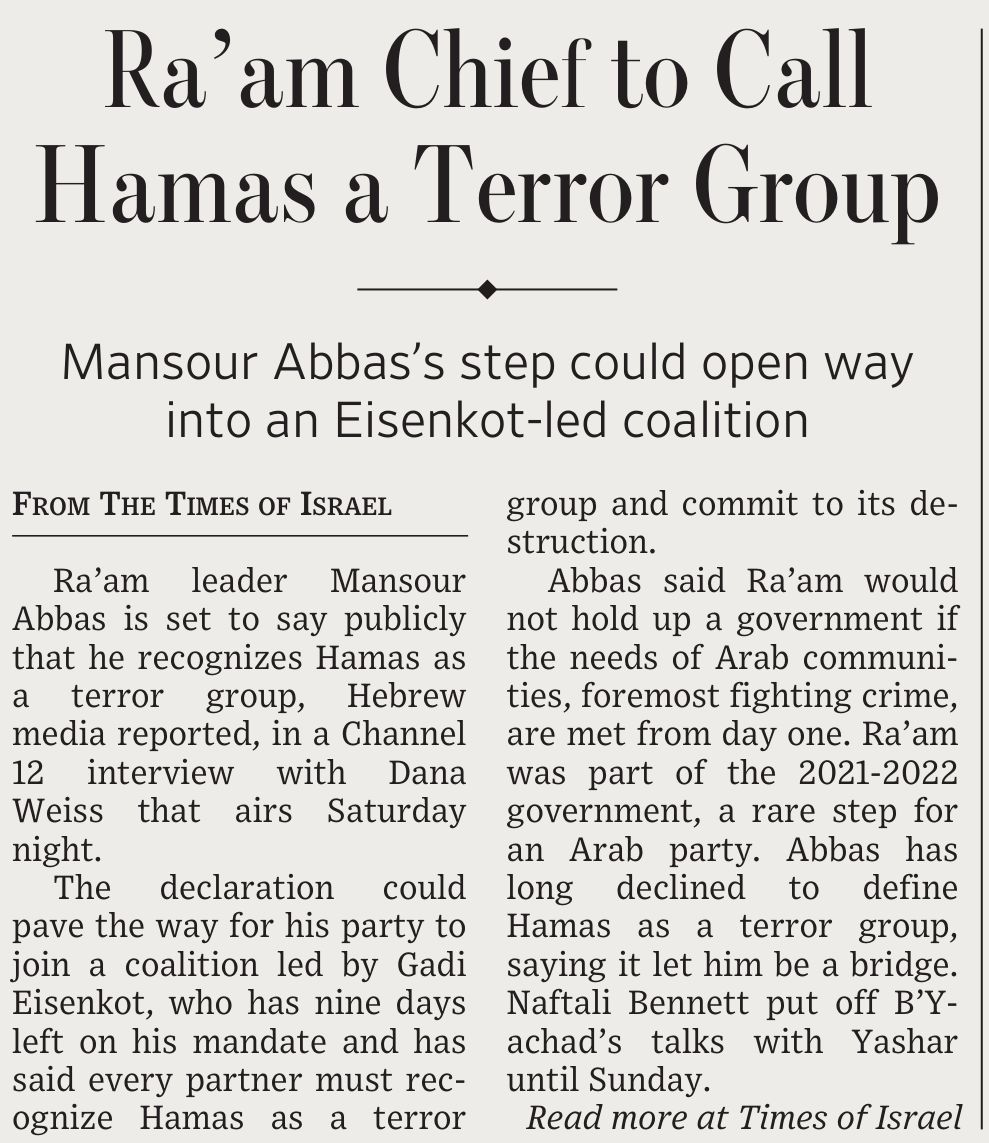 Ra’am Chief to Call
Hamas a Terror Group
Mansour Abbas’s step could open way
into an Eisenkot-led coalition
From The Times of Israel
Ra’am leader Mansour
Abbas is set to say publicly
that he recognizes Hamas as
a terror group, Hebrew
media reported, in a Channel
12 interview with Dana
Weiss that airs Saturday
night.
The declaration could
pave the way for his party to
join a coalition led by Gadi
Eisenkot, who has nine days
left on his mandate and has
said every partner must rec-
ognize Hamas as a terror
group and commit to its de-
struction.
Abbas said Ra’am would
not hold up a government if
the needs of Arab communi-
ties, foremost fighting crime,
are met from day one. Ra’am
was part of the 2021-2022
government, a rare step for
an Arab party. Abbas has
long declined to define
Hamas as a terror group,
saying it let him be a bridge.
Naftali Bennett put off B’Y-
achad’s talks with Yashar
until Sunday.
Read more at Times of Israel